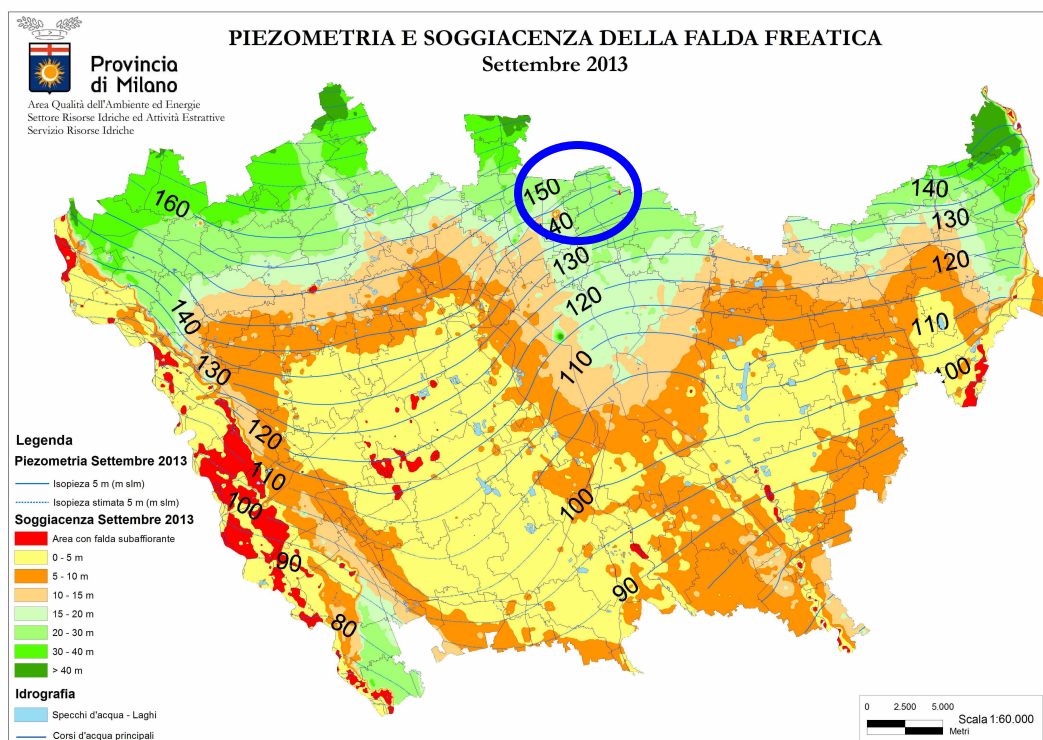 PIEZOMETRIA E SOGGIACENZA DELLA FALDA FREATICA
Settembre 2013
Provincia
di Milano
Area Qualità dell'Ambiente ed Energie
Settore Risorse Idriche ed Attività Estrattive
Servizio Risorse Idriche
160
150
140
40
140
130
130
120
120
140
110
110
130
100
120
110
100
100
90
90
80
Legenda
Piezometria Settembre 2013
Isopieza 5 m (m slm)
Isopieza stimata 5 m (m slm)
Soggiacenza Settembre 2013
Area con falda subaffiorante
0 - 5 m
5 - 10 m
10 - 15 m
15 - 20 m
20 - 30 m
30 - 40 m
> 40 m
Idrografia
Specchi d'acqua - Laghi
Corsi d'acqua principali
0 2.500 5.000
Scala 1:60.000
Metri